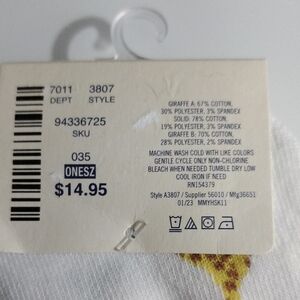 7011 3807
DEPT STYLE
94336725
SKU
035
ONESZ
$14.95
GIRAFFE A: 67% COTTON,
30% POLYESTER, 3% SPANDEX
SOLID: 78% COTTON,
19% POLYESTER, 3% SPANDEX
GIRAFFE B: 70% COTTON,
28% POLYESTER, 2% SPANDEX
MACHINE WASH COLD WITH LIKE COLORS
GENTLE CYCLE ONLY NON-CHLORINE
BLEACH WHEN NEEDED TUMBLE DRY LOW
COOL IRON IF NEED
RN154379
Style A3807 / Supplier 56010 / Mfg36651
01/23 MMYHSK11